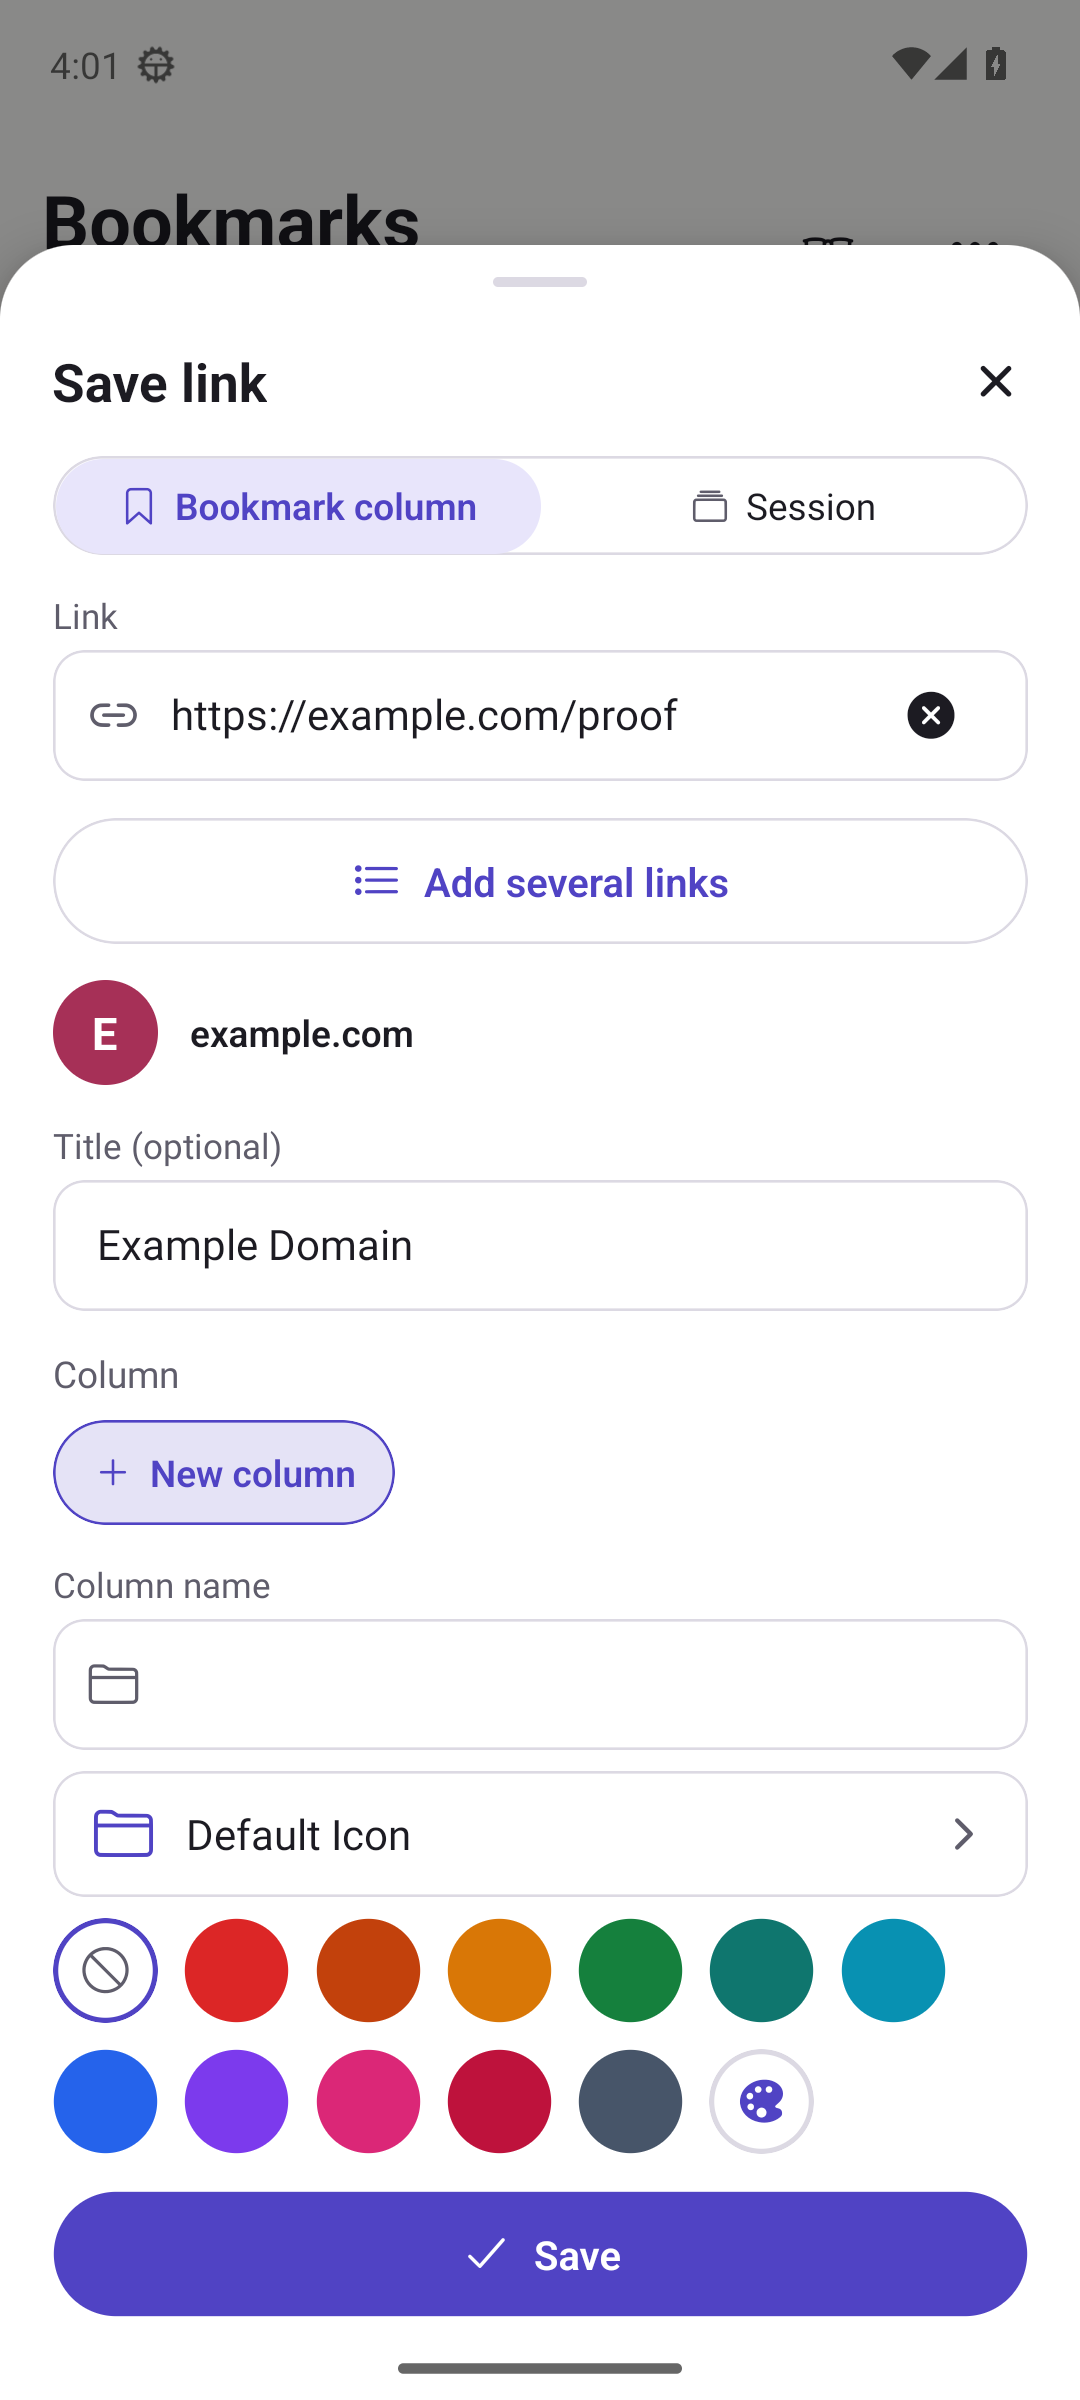 4:01
Bookmarks
Save link
Bookmark column
Session
Link
https://example.com/proof
Add several links
E
example.com
Title (optional)
Example Domain
Column
New column
Column name
Default Icon
Save